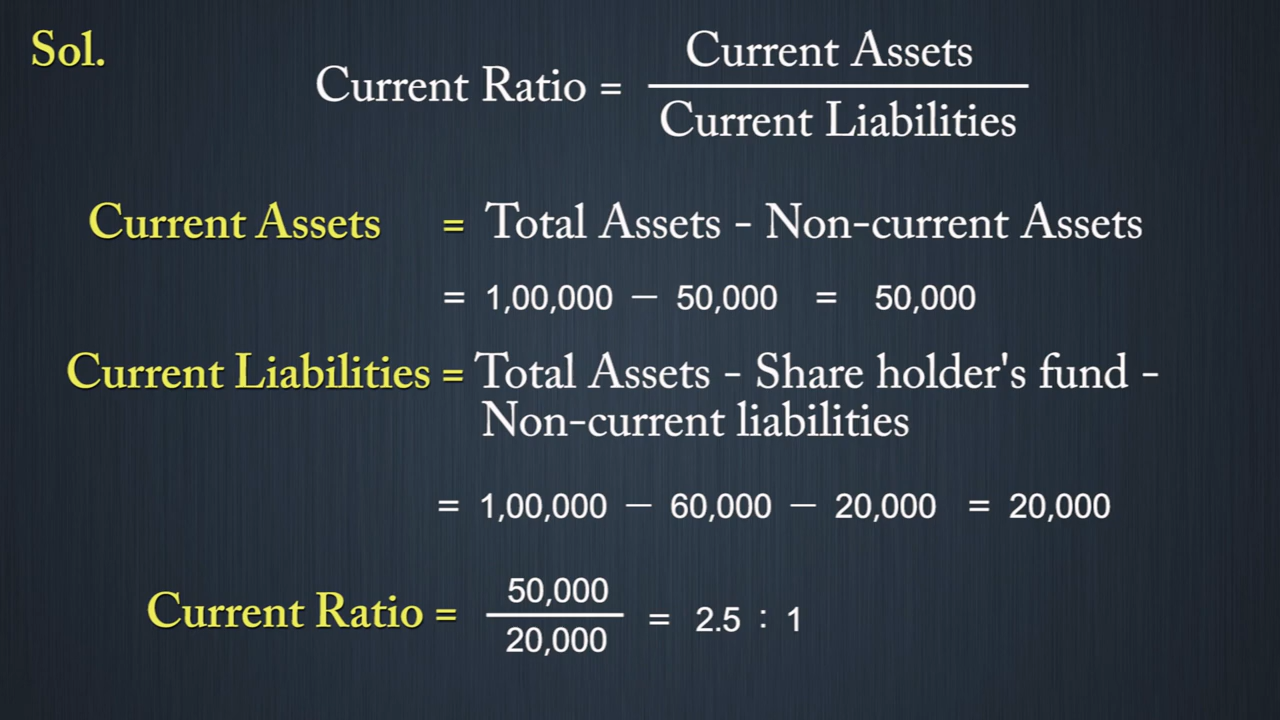 Sol.
Current Ratio = Current Assets
Current Liabilities
Current Assets = Total Assets - Non-current Assets
= 1,00,000 — 50,000 = 50,000
Current Liabilities = Total Assets - Share holder's fund -
Non-current liabilities
= 1,00,000 — 60,000 — 20,000 = 20,000
Current Ratio = 50,000
20,000
= 2.5 : 1